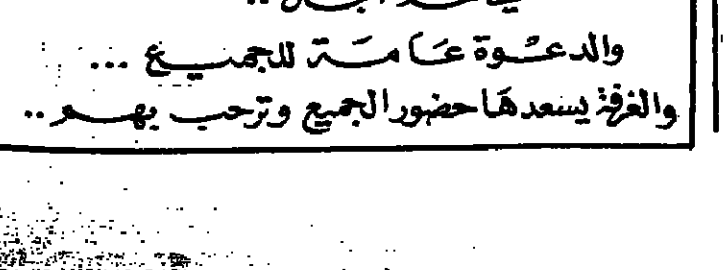 والدعوة عامة للجميع ...
والغرفة يسعدها حضور الجميع وترحب بهم ..